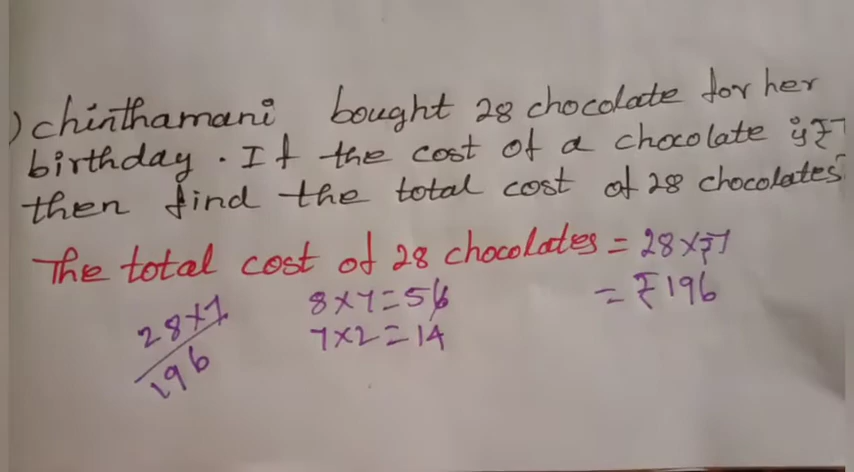 ) chinthamani bought 28 chocolate for her
birthday. If the cost of a chocolate is ₹7
then find the total cost of 28 chocolates
The total cost of 28 chocolates = 28×₹7
= ₹196
28×7
196
8×7=56
7×2=14